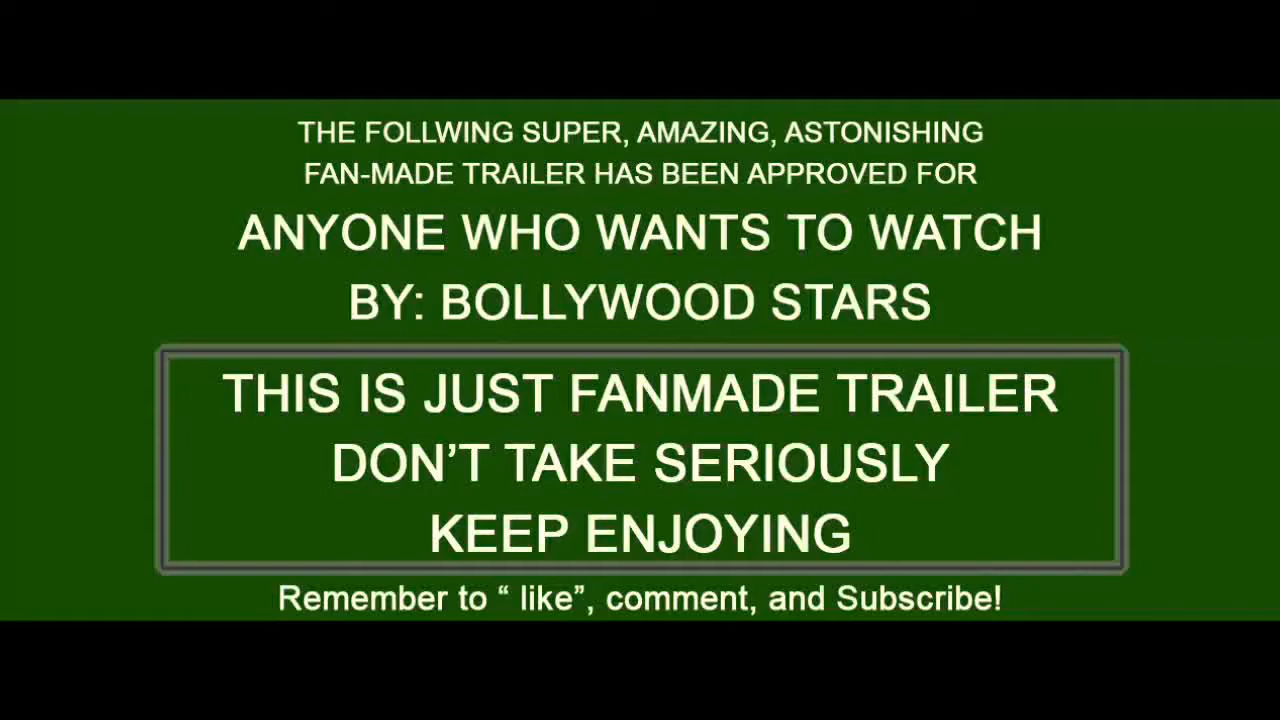 THE FOLLWING SUPER, AMAZING, ASTONISHING
FAN-MADE TRAILER HAS BEEN APPROVED FOR
ANYONE WHO WANTS TO WATCH
BY: BOLLYWOOD STARS
THIS IS JUST FANMADE TRAILER
DON’T TAKE SERIOUSLY
KEEP ENJOYING
Remember to “ like”, comment, and Subscribe!